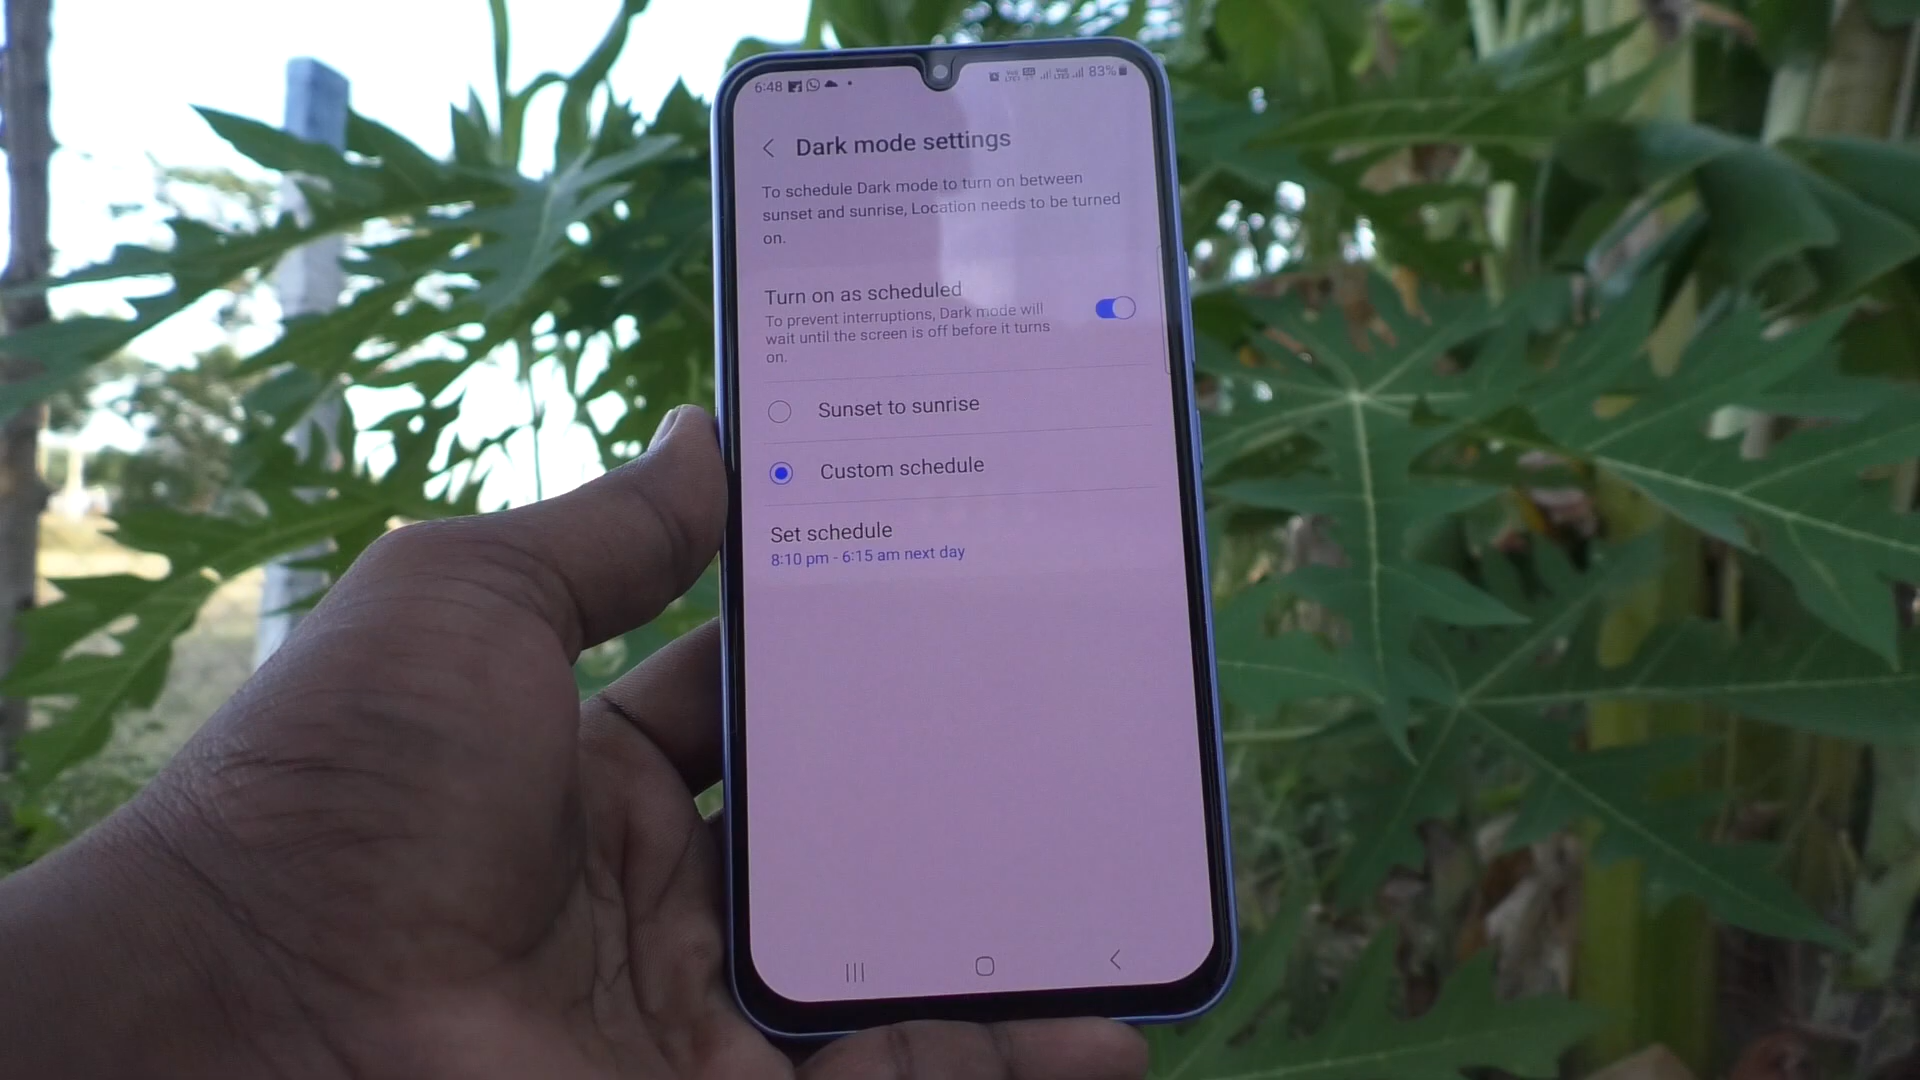 6:48
83%
Dark mode settings
To schedule Dark mode to turn on between
sunset and sunrise, Location needs to be turned
on.
Turn on as scheduled
To prevent interruptions, Dark mode will
wait until the screen is off before it turns
on.
Sunset to sunrise
Custom schedule
Set schedule
8:10 pm - 6:15 am next day